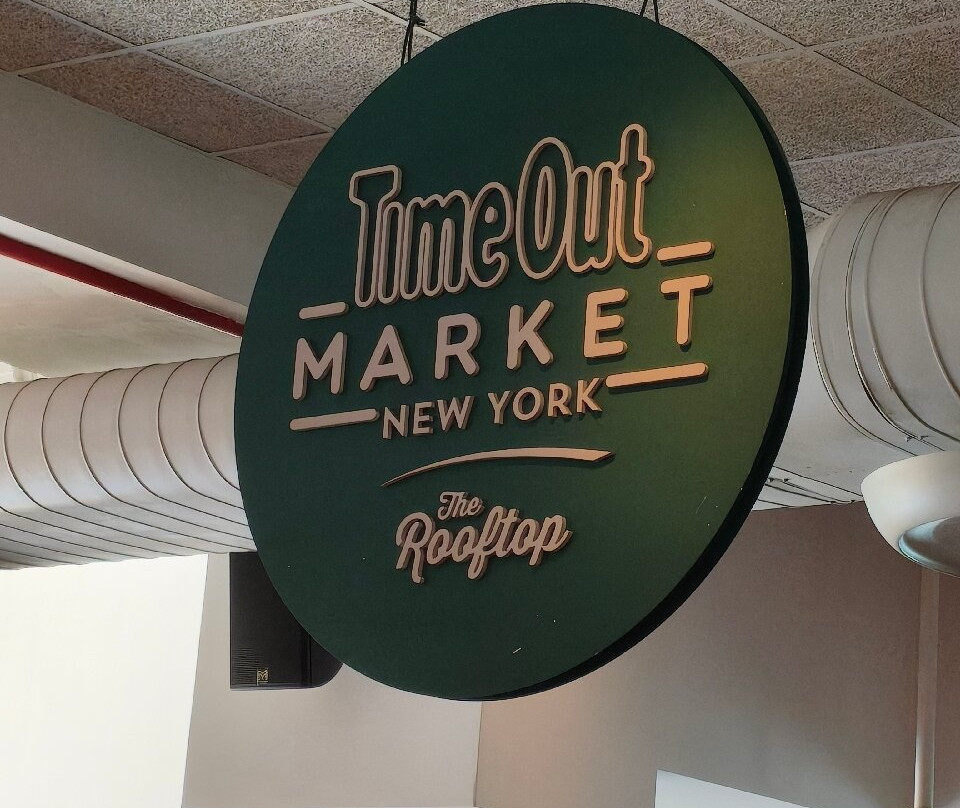 Time Out
MARKET
NEW YORK
The
Rooftop